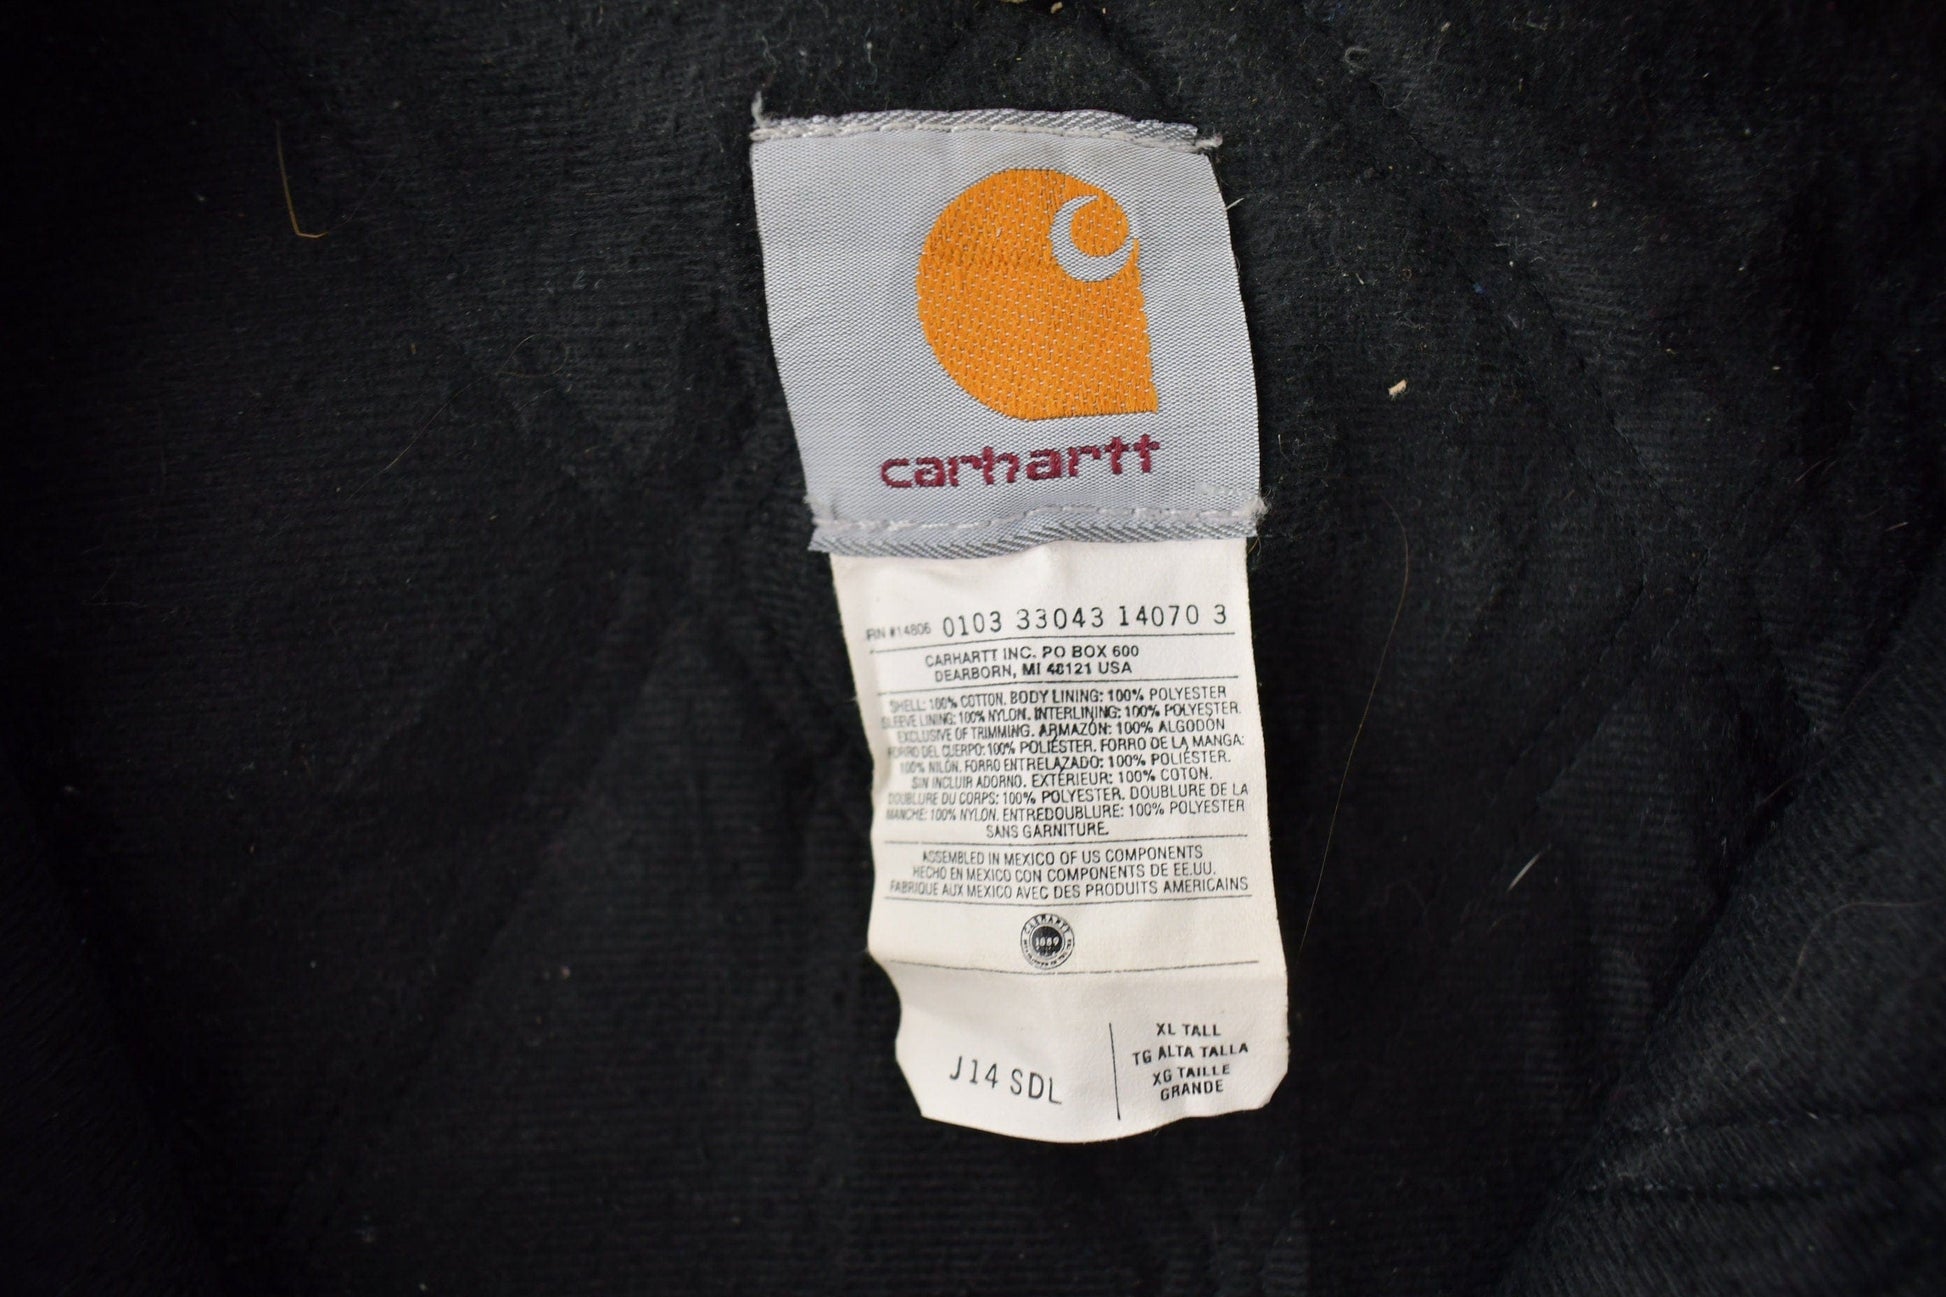 carhartt
RN #14806 0103 33043 14070 3
CARHARTT INC. PO BOX 600
DEARBORN, MI 48121 USA
SHELL: 100% COTTON. BODY LINING: 100% POLYESTER
SLEEVE LINING: 100% NYLON. INTERLINING: 100% POLYESTER.
EXCLUSIVE OF TRIMMING. ARMAZÓN: 100% ALGODÓN
FORRO DEL CUERPO: 100% POLIÉSTER. FORRO DE LA MANGA:
100% NILÓN. FORRO ENTRELAZADO: 100% POLIÉSTER.
SIN INCLUIR ADORNO. EXTÉRIEUR: 100% COTON.
DOUBLURE DU CORPS: 100% POLYESTER. DOUBLURE DE LA
MANCHE: 100% NYLON. ENTREDOUBLURE: 100% POLYESTER
SANS GARNITURE.
ASSEMBLED IN MEXICO OF US COMPONENTS
HECHO EN MEXICO CON COMPONENTS DE EE.UU.
FABRIQUE AUX MEXICO AVEC DES PRODUITS AMERICAINS
CARHARTT
1889
J14 SDL
XL TALL
TG ALTA TALLA
XG TAILLE
GRANDE